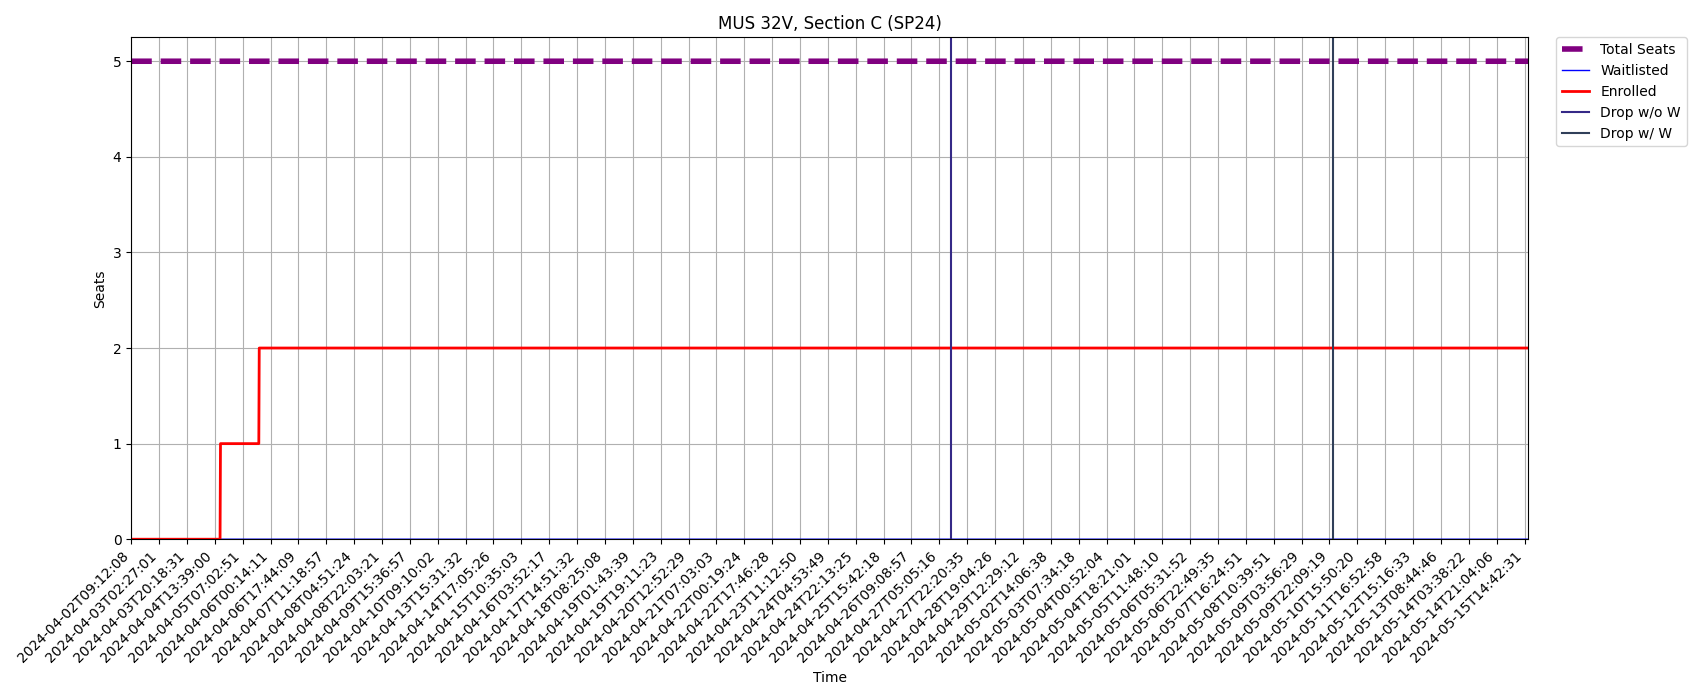 MUS 32V, Section C (SP24)
Total Seats
Waitlisted
Enrolled
Drop w/o W
Drop w/ W
Seats
5
4
3
2
1
0
2024-04-02T09:12:08
2024-04-03T02:27:01
2024-04-03T20:18:31
2024-04-04T13:39:00
2024-04-05T07:02:51
2024-04-06T00:14:11
2024-04-06T17:44:09
2024-04-07T11:18:57
2024-04-08T04:51:24
2024-04-08T22:03:21
2024-04-09T15:36:57
2024-04-10T09:10:02
2024-04-13T15:31:32
2024-04-14T17:05:26
2024-04-15T10:35:03
2024-04-16T03:52:17
2024-04-17T14:51:32
2024-04-18T08:25:08
2024-04-19T01:43:39
2024-04-19T19:11:23
2024-04-20T12:52:29
2024-04-21T07:03:03
2024-04-22T00:19:24
2024-04-22T17:46:28
2024-04-23T11:12:50
2024-04-24T04:53:49
2024-04-24T22:13:25
2024-04-25T15:42:18
2024-04-26T09:08:57
2024-04-27T05:05:16
2024-04-27T22:20:35
2024-04-28T19:04:26
2024-04-29T12:29:12
2024-05-02T14:06:38
2024-05-03T07:34:18
2024-05-04T00:52:04
2024-05-04T18:21:01
2024-05-05T11:48:10
2024-05-06T05:31:52
2024-05-06T22:49:35
2024-05-07T16:24:51
2024-05-08T10:39:51
2024-05-09T03:56:29
2024-05-09T22:09:19
2024-05-10T15:50:20
2024-05-11T16:52:58
2024-05-12T15:16:33
2024-05-13T08:44:46
2024-05-14T03:38:22
2024-05-14T21:04:06
2024-05-15T14:42:31
Time